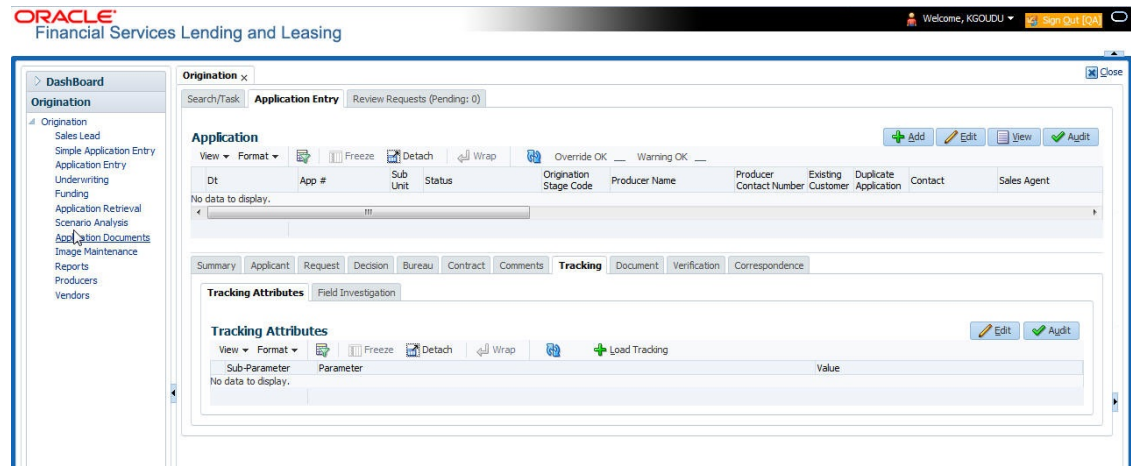 ORACLE
Financial Services Lending and Leasing
Welcome, KGOUDU
Sign Out [QA]
Close
DashBoard
Origination
Origination
Sales Lead
Simple Application Entry
Application Entry
Underwriting
Funding
Application Retrieval
Scenario Analysis
Application Documents
Image Maintenance
Reports
Producers
Vendors
Origination
Search/Task Application Entry Review Requests (Pending: 0)
Application
Add Edit View Audit
View Format Freeze Detach Wrap Override OK __ Warning OK __
Dt App # Sub Unit Status Origination Stage Code Producer Name Producer Contact Number Existing Customer Duplicate Application Contact Sales Agent
No data to display.
Summary Applicant Request Decision Bureau Contract Comments Tracking Document Verification Correspondence
Tracking Attributes Field Investigation
Tracking Attributes
Edit Audit
View Format Freeze Detach Wrap Load Tracking
Sub-Parameter Parameter Value
No data to display.